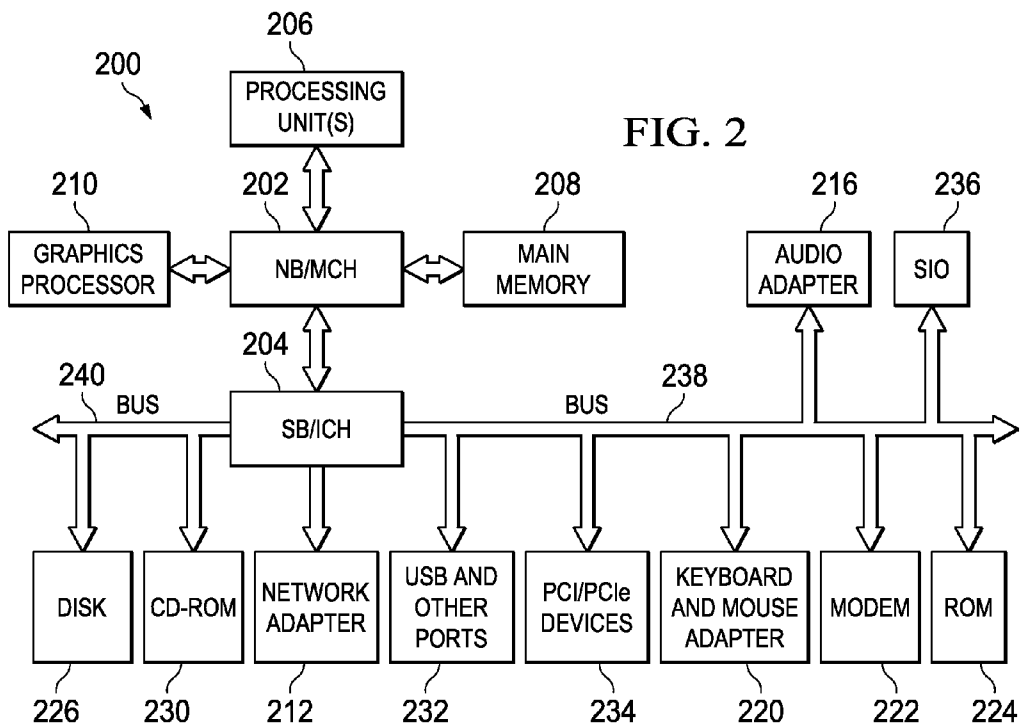 206
200
PROCESSING
UNIT(S)
FIG. 2
210
202
208
216
236
GRAPHICS
PROCESSOR
NB/MCH
MAIN
MEMORY
AUDIO
ADAPTER
SIO
204
240
BUS
SB/ICH
BUS
238
DISK
CD-ROM
NETWORK
ADAPTER
USB AND
OTHER
PORTS
PCI/PCIe
DEVICES
KEYBOARD
AND MOUSE
ADAPTER
MODEM
ROM
226
230
212
232
234
220
222
224